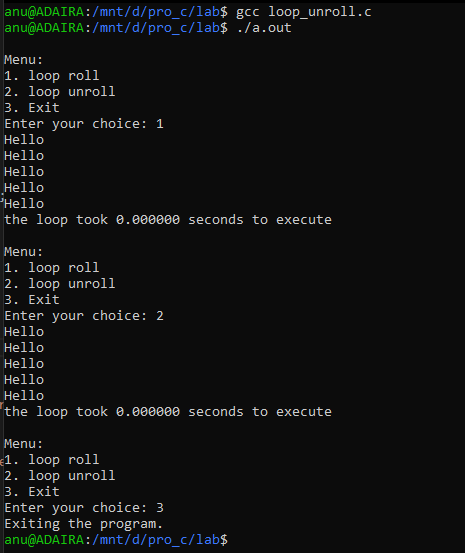 anu@ADAIRA:/mnt/d/pro_c/lab$ gcc loop_unroll.c
anu@ADAIRA:/mnt/d/pro_c/lab$ ./a.out

Menu:
1. loop roll
2. loop unroll
3. Exit
Enter your choice: 1
Hello
Hello
Hello
Hello
Hello
the loop took 0.000000 seconds to execute

Menu:
1. loop roll
2. loop unroll
3. Exit
Enter your choice: 2
Hello
Hello
Hello
Hello
Hello
the loop took 0.000000 seconds to execute

Menu:
1. loop roll
2. loop unroll
3. Exit
Enter your choice: 3
Exiting the program.
anu@ADAIRA:/mnt/d/pro_c/lab$